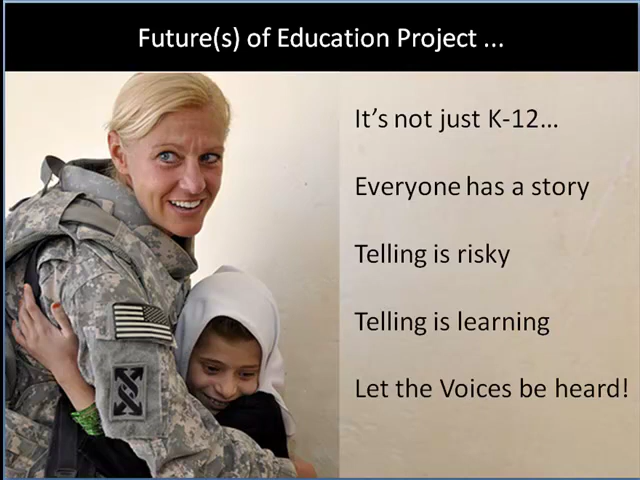 Future(s) of Education Project ...
It's not just K-12...
Everyone has a story
Telling is risky
Telling is learning
Let the Voices be heard!